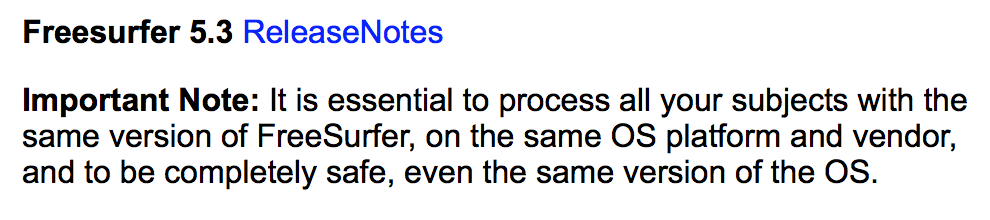 Freesurfer 5.3 ReleaseNotes
Important Note: It is essential to process all your subjects with the
same version of FreeSurfer, on the same OS platform and vendor,
and to be completely safe, even the same version of the OS.